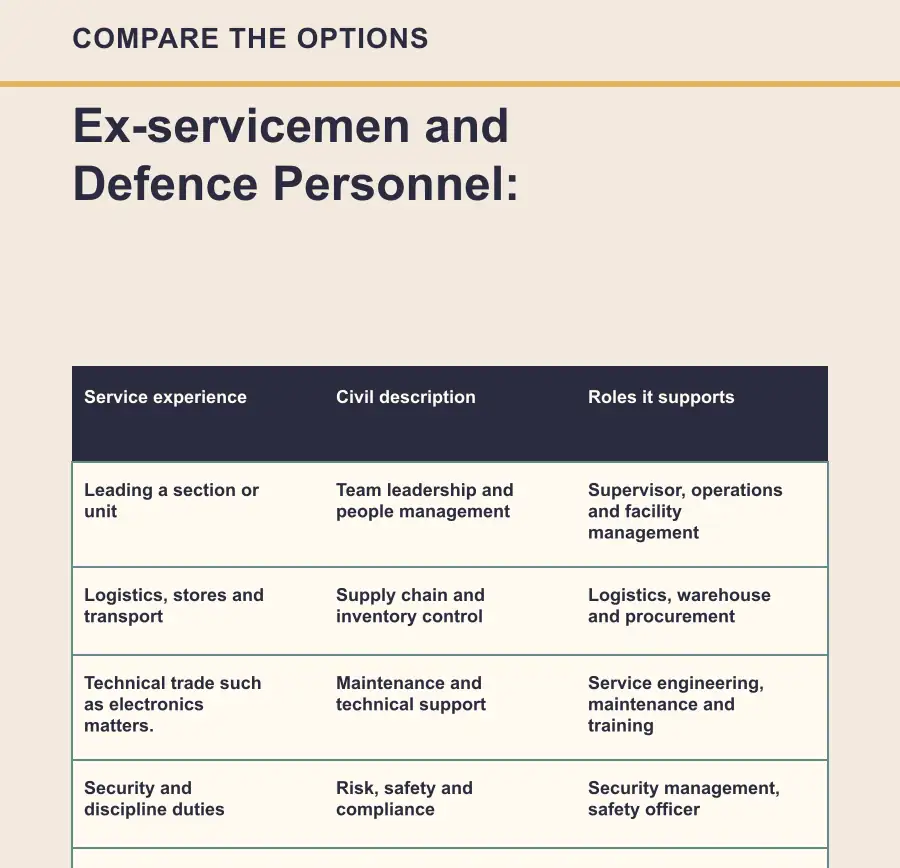 COMPARE THE OPTIONS
Ex-servicemen and
Defence Personnel:
Service experience
Civil description
Roles it supports
Leading a section or
unit
Team leadership and
people management
Supervisor, operations
and facility
management
Logistics, stores and
transport
Supply chain and
inventory control
Logistics, warehouse
and procurement
Technical trade such
as electronics
matters.
Maintenance and
technical support
Service engineering,
maintenance and
training
Security and
discipline duties
Risk, safety and
compliance
Security management,
safety officer